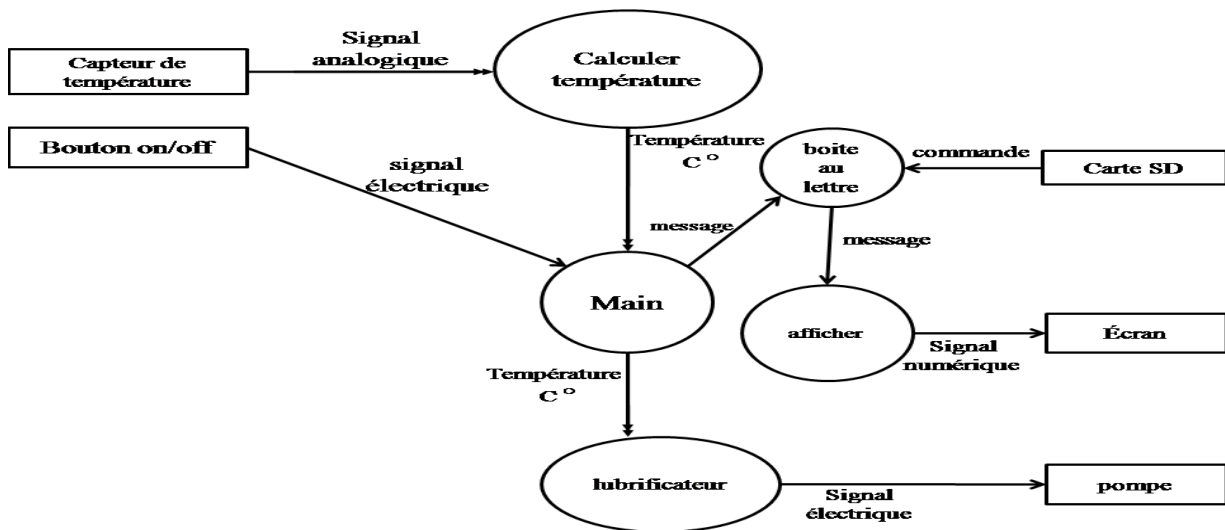 Capteur de
température
Signal
analogique
Calculer
température
Bouton on/off
signal
électrique
Température
C °
boite
au
lettre
commande
Carte SD
message
message
Main
afficher
Signal
numérique
Écran
Température
C °
lubrificateur
Signal
électrique
pompe